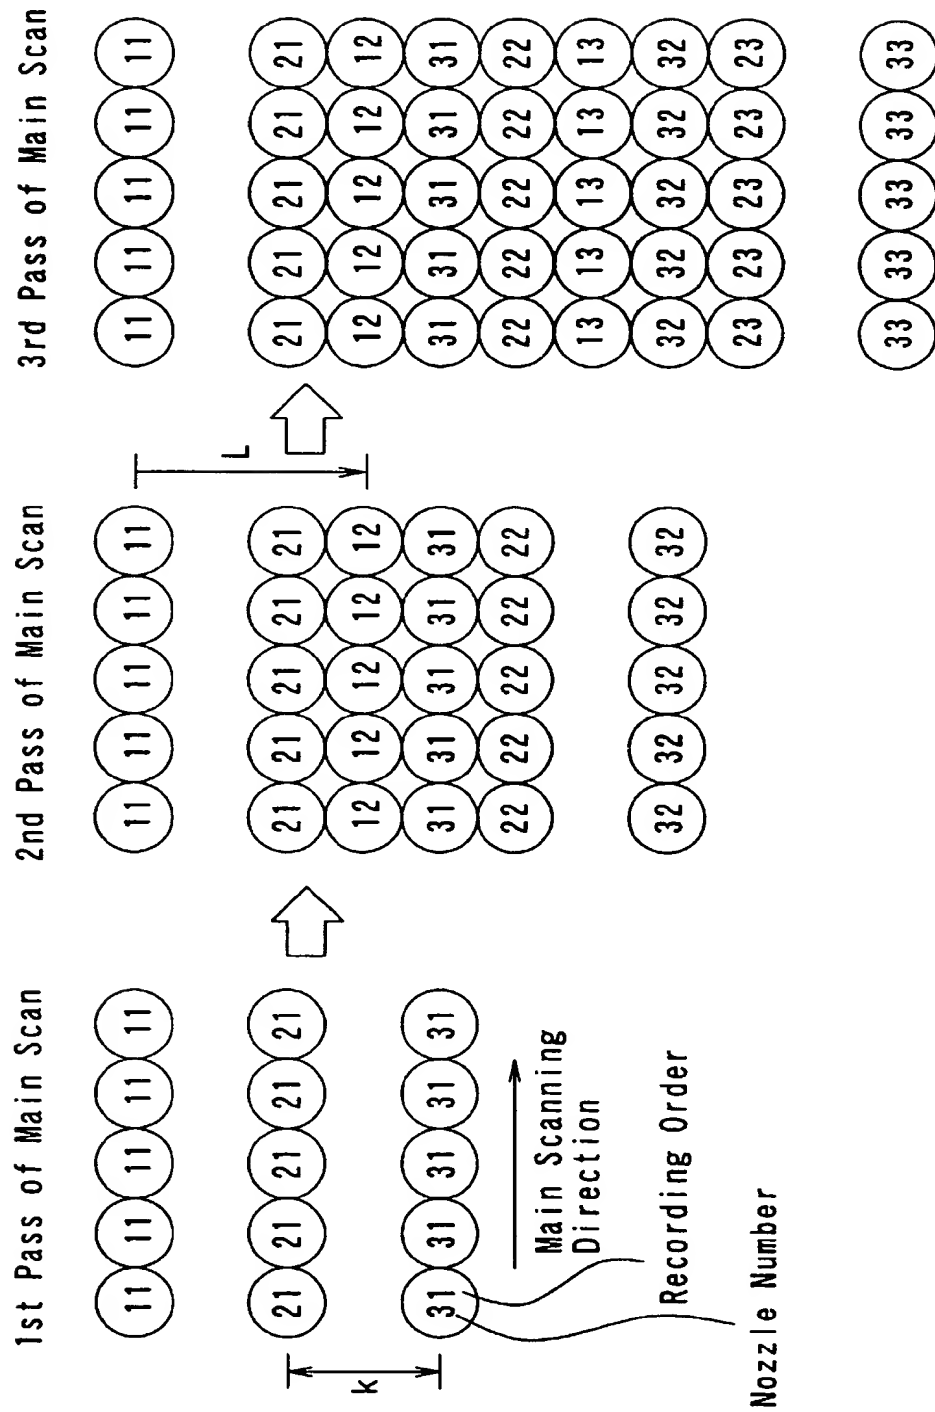 1st Pass of Main Scan
11 11 11 11 11
21 21 21 21 21
31 31 31 31 31
k
Main Scanning
Direction
Recording Order
Nozzle Number
2nd Pass of Main Scan
11 11 11 11 11
21 21 21 21 21
12 12 12 12 12
31 31 31 31 31
22 22 22 22 22
32 32 32 32 32
L
3rd Pass of Main Scan
11 11 11 11 11
21 21 21 21 21
12 12 12 12 12
31 31 31 31 31
22 22 22 22 22
13 13 13 13 13
32 32 32 32 32
23 23 23 23 23
33 33 33 33 33